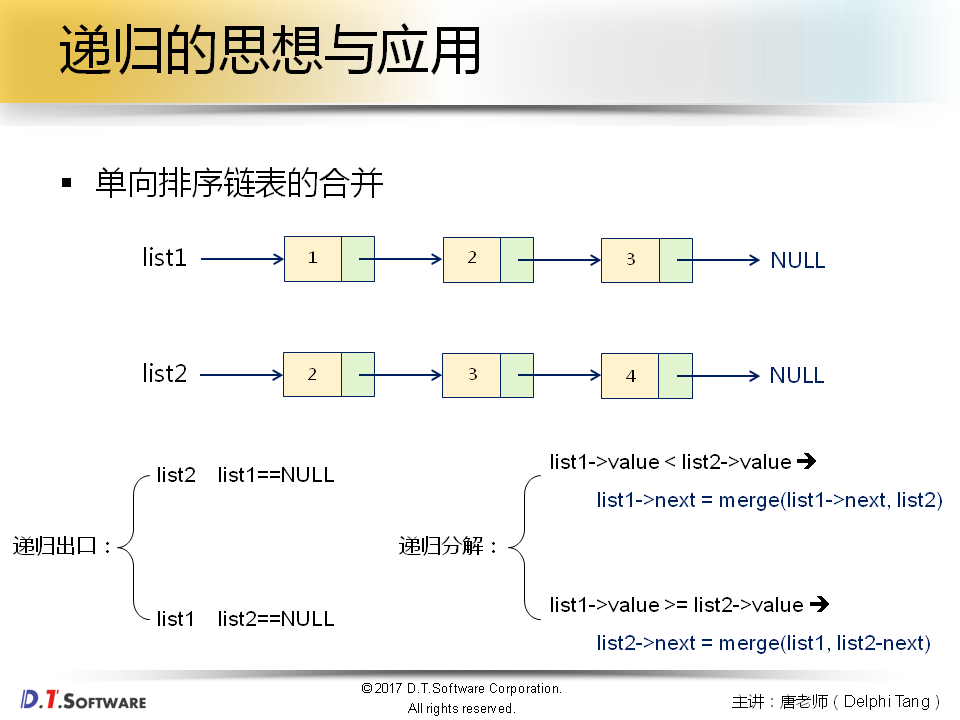 递归的思想与应用
▪ 单向排序链表的合并
list1 1 2 3 NULL
list2 2 3 4 NULL
递归出口：
list2 list1==NULL
list1 list2==NULL
递归分解：
list1->value < list2->value ➔
list1->next = merge(list1->next, list2)
list1->value >= list2->value ➔
list2->next = merge(list1, list2-next)
D.T.SOFTWARE
©2017 D.T.Software Corporation.
All rights reserved.
主讲：唐老师（Delphi Tang）